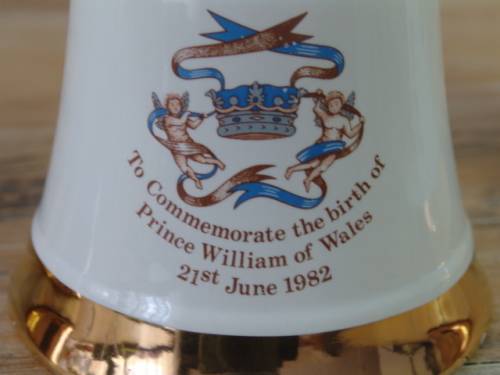 To Commemorate the birth of
Prince William of Wales
21st June 1982